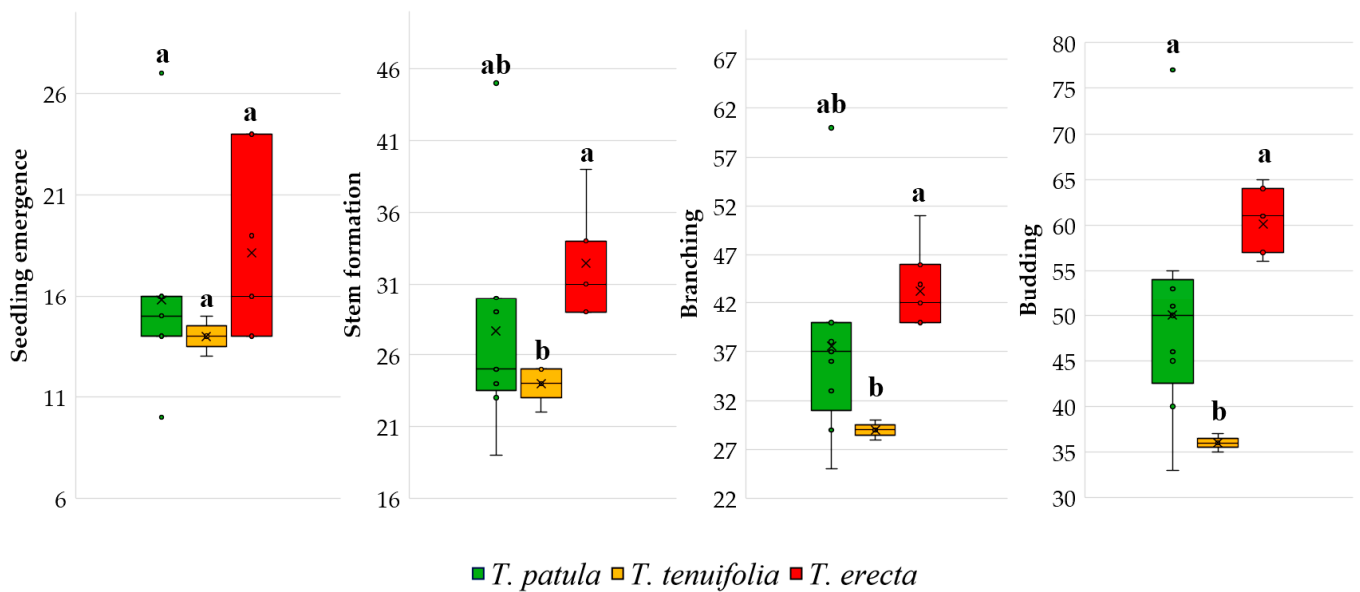 Seedling emergence
26
21
16
11
6
a
a
a
Stem formation
46
41
36
31
26
21
16
ab
b
a
Branching
67
62
57
52
47
42
37
32
27
22
ab
b
a
Budding
80
75
70
65
60
55
50
45
40
35
30
a
b
a
T. patula T. tenuifolia T. erecta